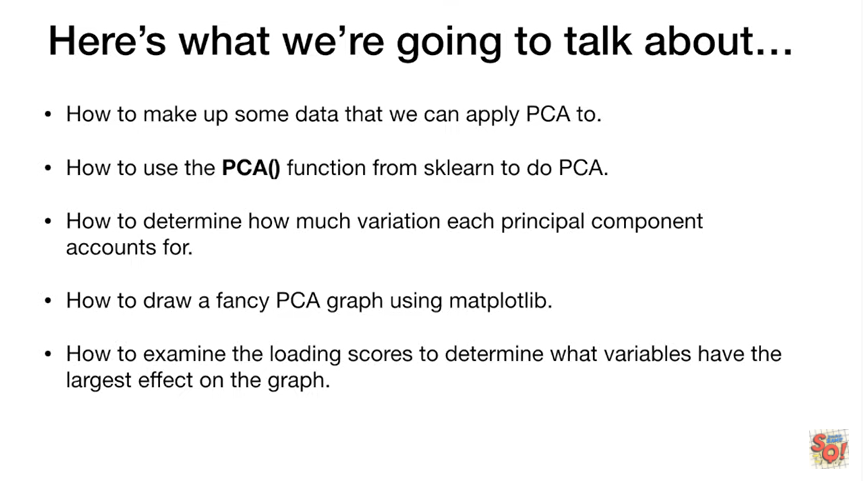 Here’s what we’re going to talk about…
• How to make up some data that we can apply PCA to.
• How to use the PCA() function from sklearn to do PCA.
• How to determine how much variation each principal component
accounts for.
• How to draw a fancy PCA graph using matplotlib.
• How to examine the loading scores to determine what variables have the
largest effect on the graph.
SQ!